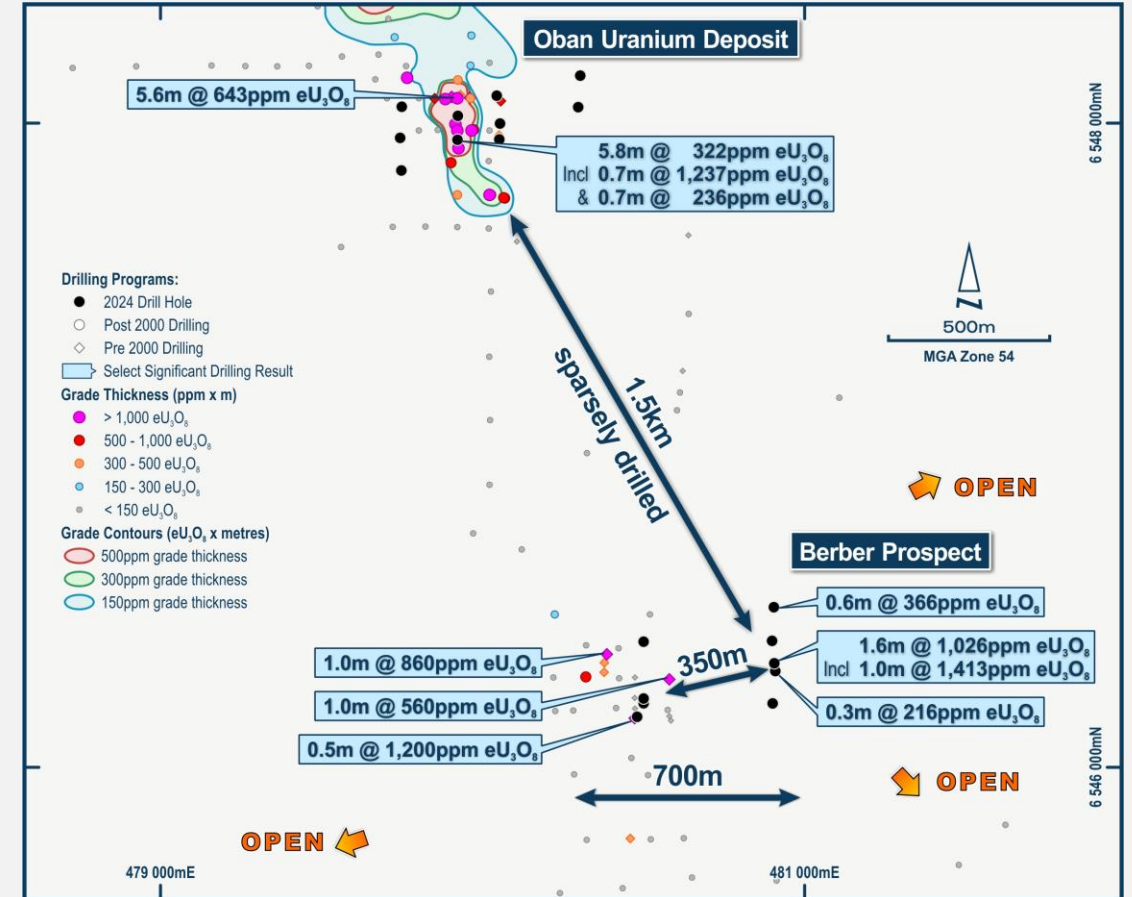 Oban Uranium Deposit
5.6m @ 643ppm eU₃O₈
6 548 000mN
5.8m @ 322ppm eU₃O₈
Incl 0.7m @ 1,237ppm eU₃O₈
& 0.7m @ 236ppm eU₃O₈
Drilling Programs:
2024 Drill Hole
Post 2000 Drilling
Pre 2000 Drilling
Select Significant Drilling Result
Grade Thickness (ppm x m)
> 1,000 eU₃O₈
500 - 1,000 eU₃O₈
300 - 500 eU₃O₈
150 - 300 eU₃O₈
< 150 eU₃O₈
Grade Contours (eU₃O₈ x metres)
500ppm grade thickness
300ppm grade thickness
150ppm grade thickness
N
500m
MGA Zone 54
1.5km
sparsely drilled
OPEN
Berber Prospect
0.6m @ 366ppm eU₃O₈
1.6m @ 1,026ppm eU₃O₈
Incl 1.0m @ 1,413ppm eU₃O₈
0.3m @ 216ppm eU₃O₈
350m
1.0m @ 860ppm eU₃O₈
1.0m @ 560ppm eU₃O₈
0.5m @ 1,200ppm eU₃O₈
700m
OPEN
6 546 000mN
OPEN
479 000mE
481 000mE